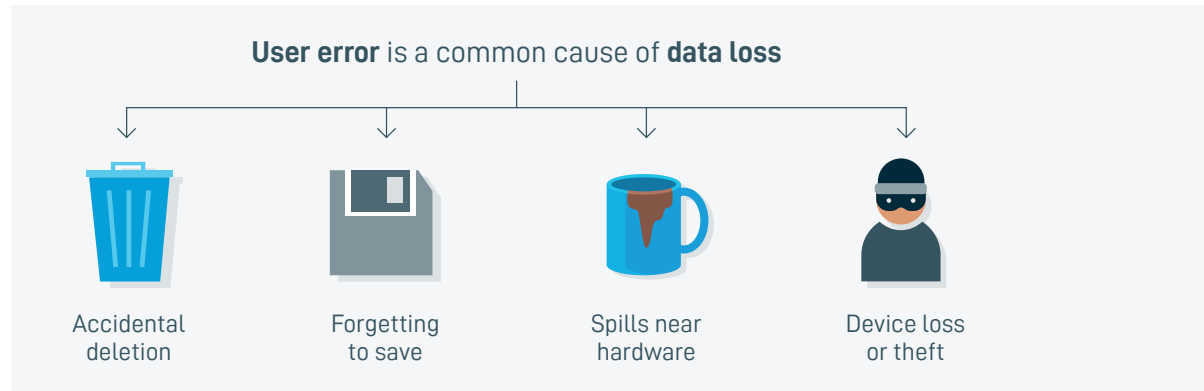 User error is a common cause of data loss
Accidental
deletion
Forgetting
to save
Spills near
hardware
Device loss
or theft